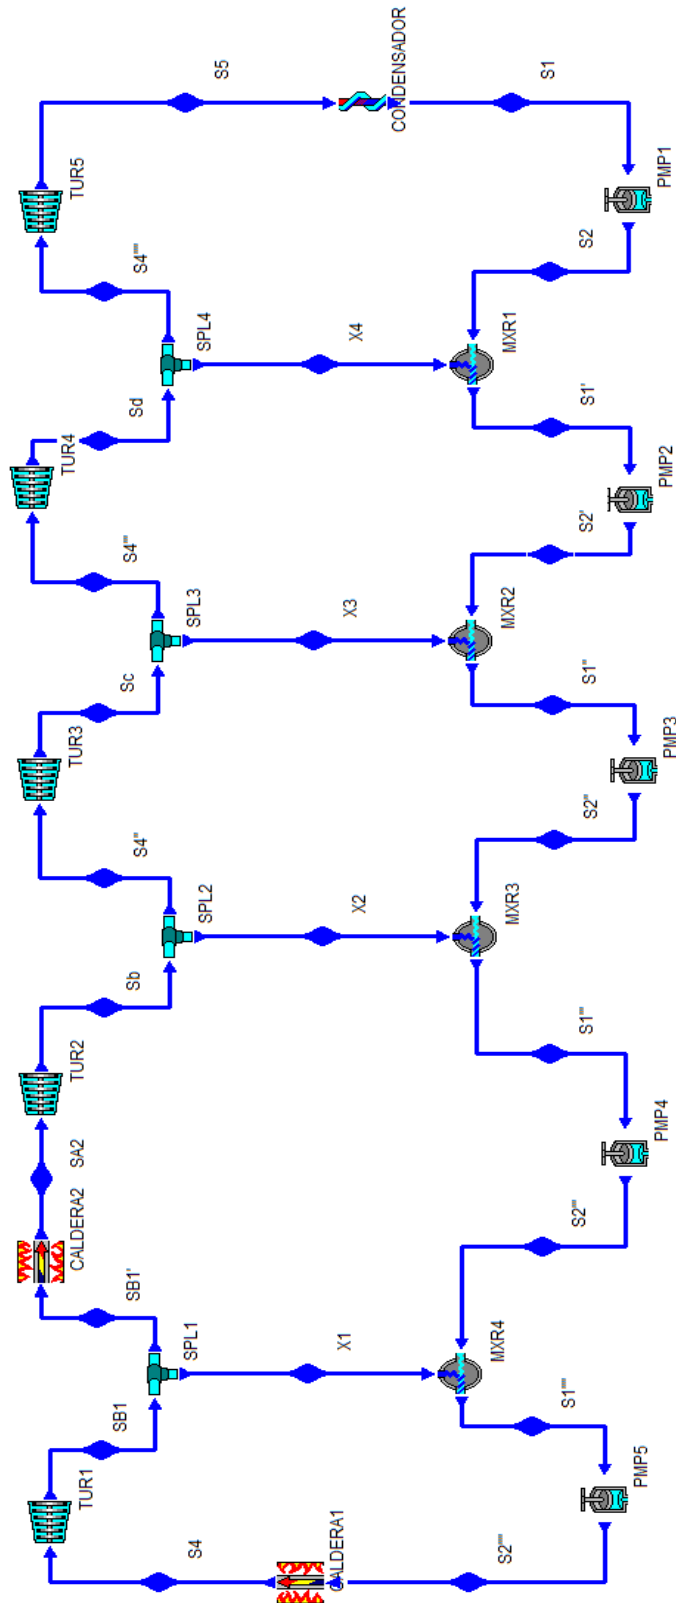 TUR1
CALDERA2
SA2
TUR2
TUR3
TUR4
TUR5
SB1
SB1'
Sb
S4''
Sc
S4'''
Sd
S4''''
S4
SPL1
SPL2
SPL3
SPL4
S5
CALDERA1
X1
X2
X3
X4
CONDENSADOR
S2''''
MXR4
MXR3
MXR2
MXR1
S1''''
S2'''
S1'''
S2''
S1''
S2'
S1'
S2
S1
PMP5
PMP4
PMP3
PMP2
PMP1